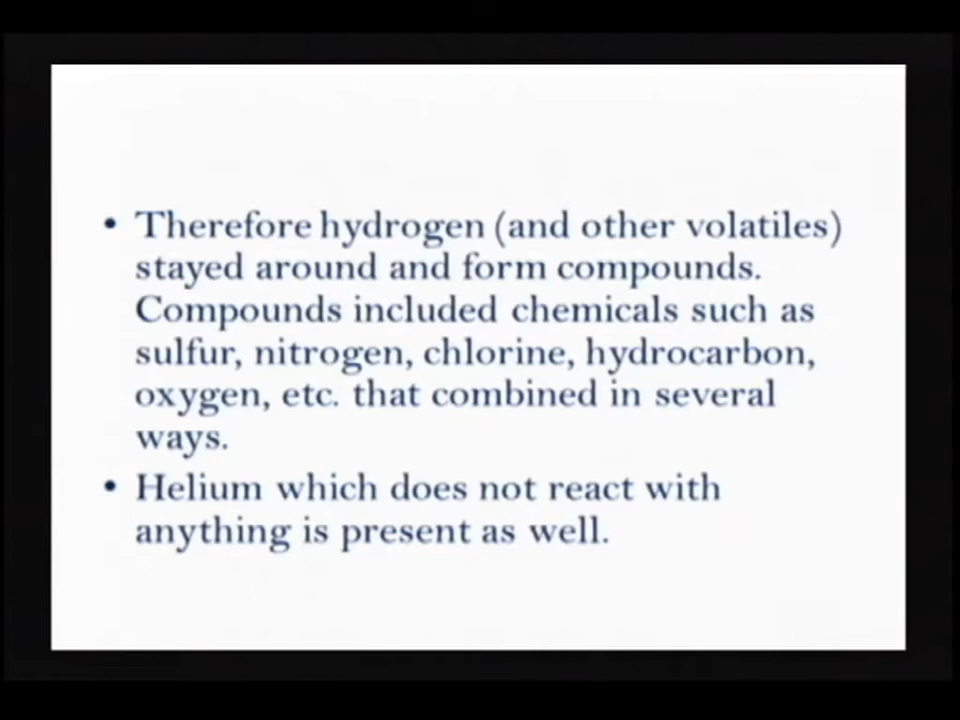 • Therefore hydrogen (and other volatiles)
stayed around and form compounds.
Compounds included chemicals such as
sulfur, nitrogen, chlorine, hydrocarbon,
oxygen, etc. that combined in several
ways.
• Helium which does not react with
anything is present as well.